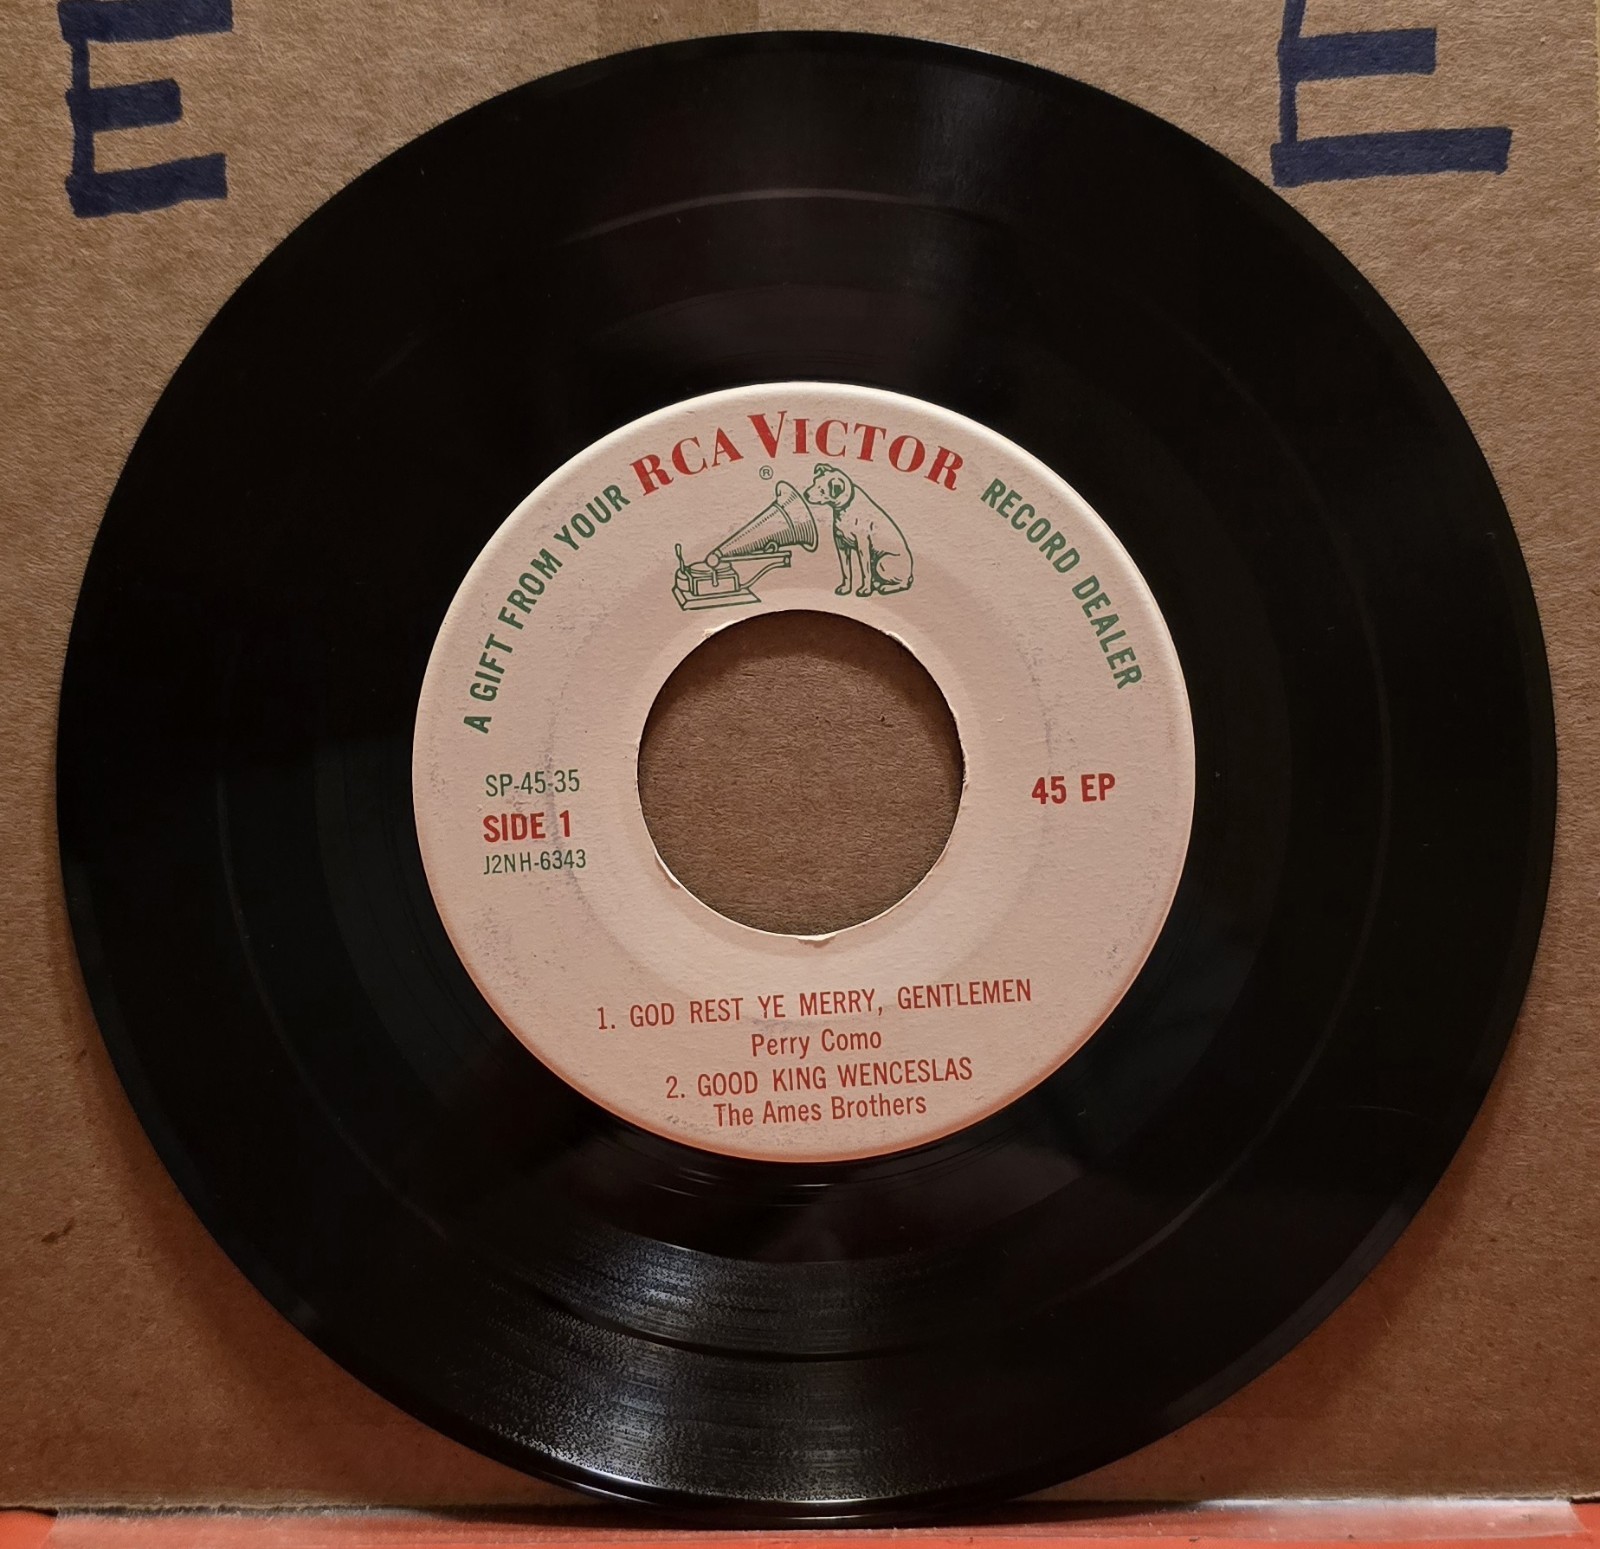 E E
A GIFT FROM YOUR RCA VICTOR RECORD DEALER
®
SP-45-35
SIDE 1
J2NH-6343
45 EP
1. GOD REST YE MERRY, GENTLEMEN
Perry Como
2. GOOD KING WENCESLAS
The Ames Brothers